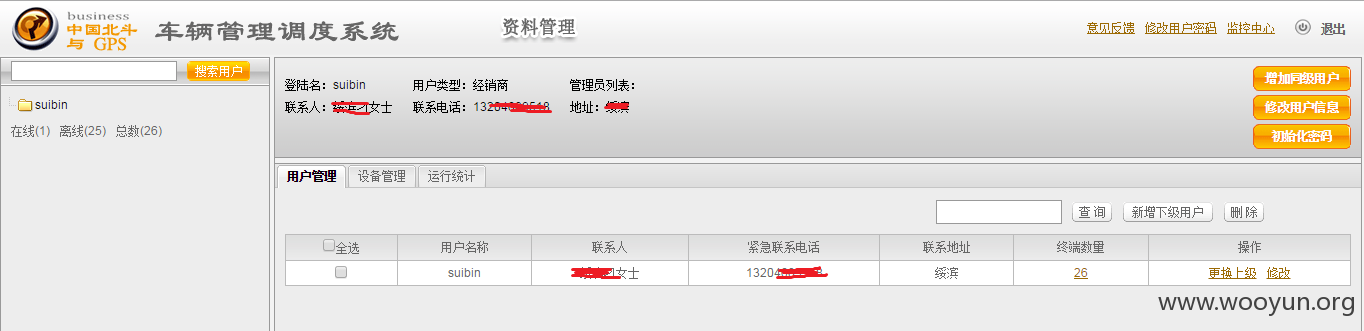 business
中国北斗
与 GPS
车辆管理调度系统
资料管理
意见反馈 修改用户密码 监控中心 退出
搜索用户
suibin
在线(1) 离线(25) 总数(26)
登陆名： suibin 用户类型： 经销商 管理员列表：
联系人： 女士 联系电话： 地址：
增加同级用户
修改用户信息
初始化密码
用户管理 设备管理 运行统计
查 询 新增下级用户 删 除
全选 用户名称 联系人 紧急联系电话 联系地址 终端数量 操作
suibin 女士 绥滨 26 更换上级 修改
www.wooyun.org